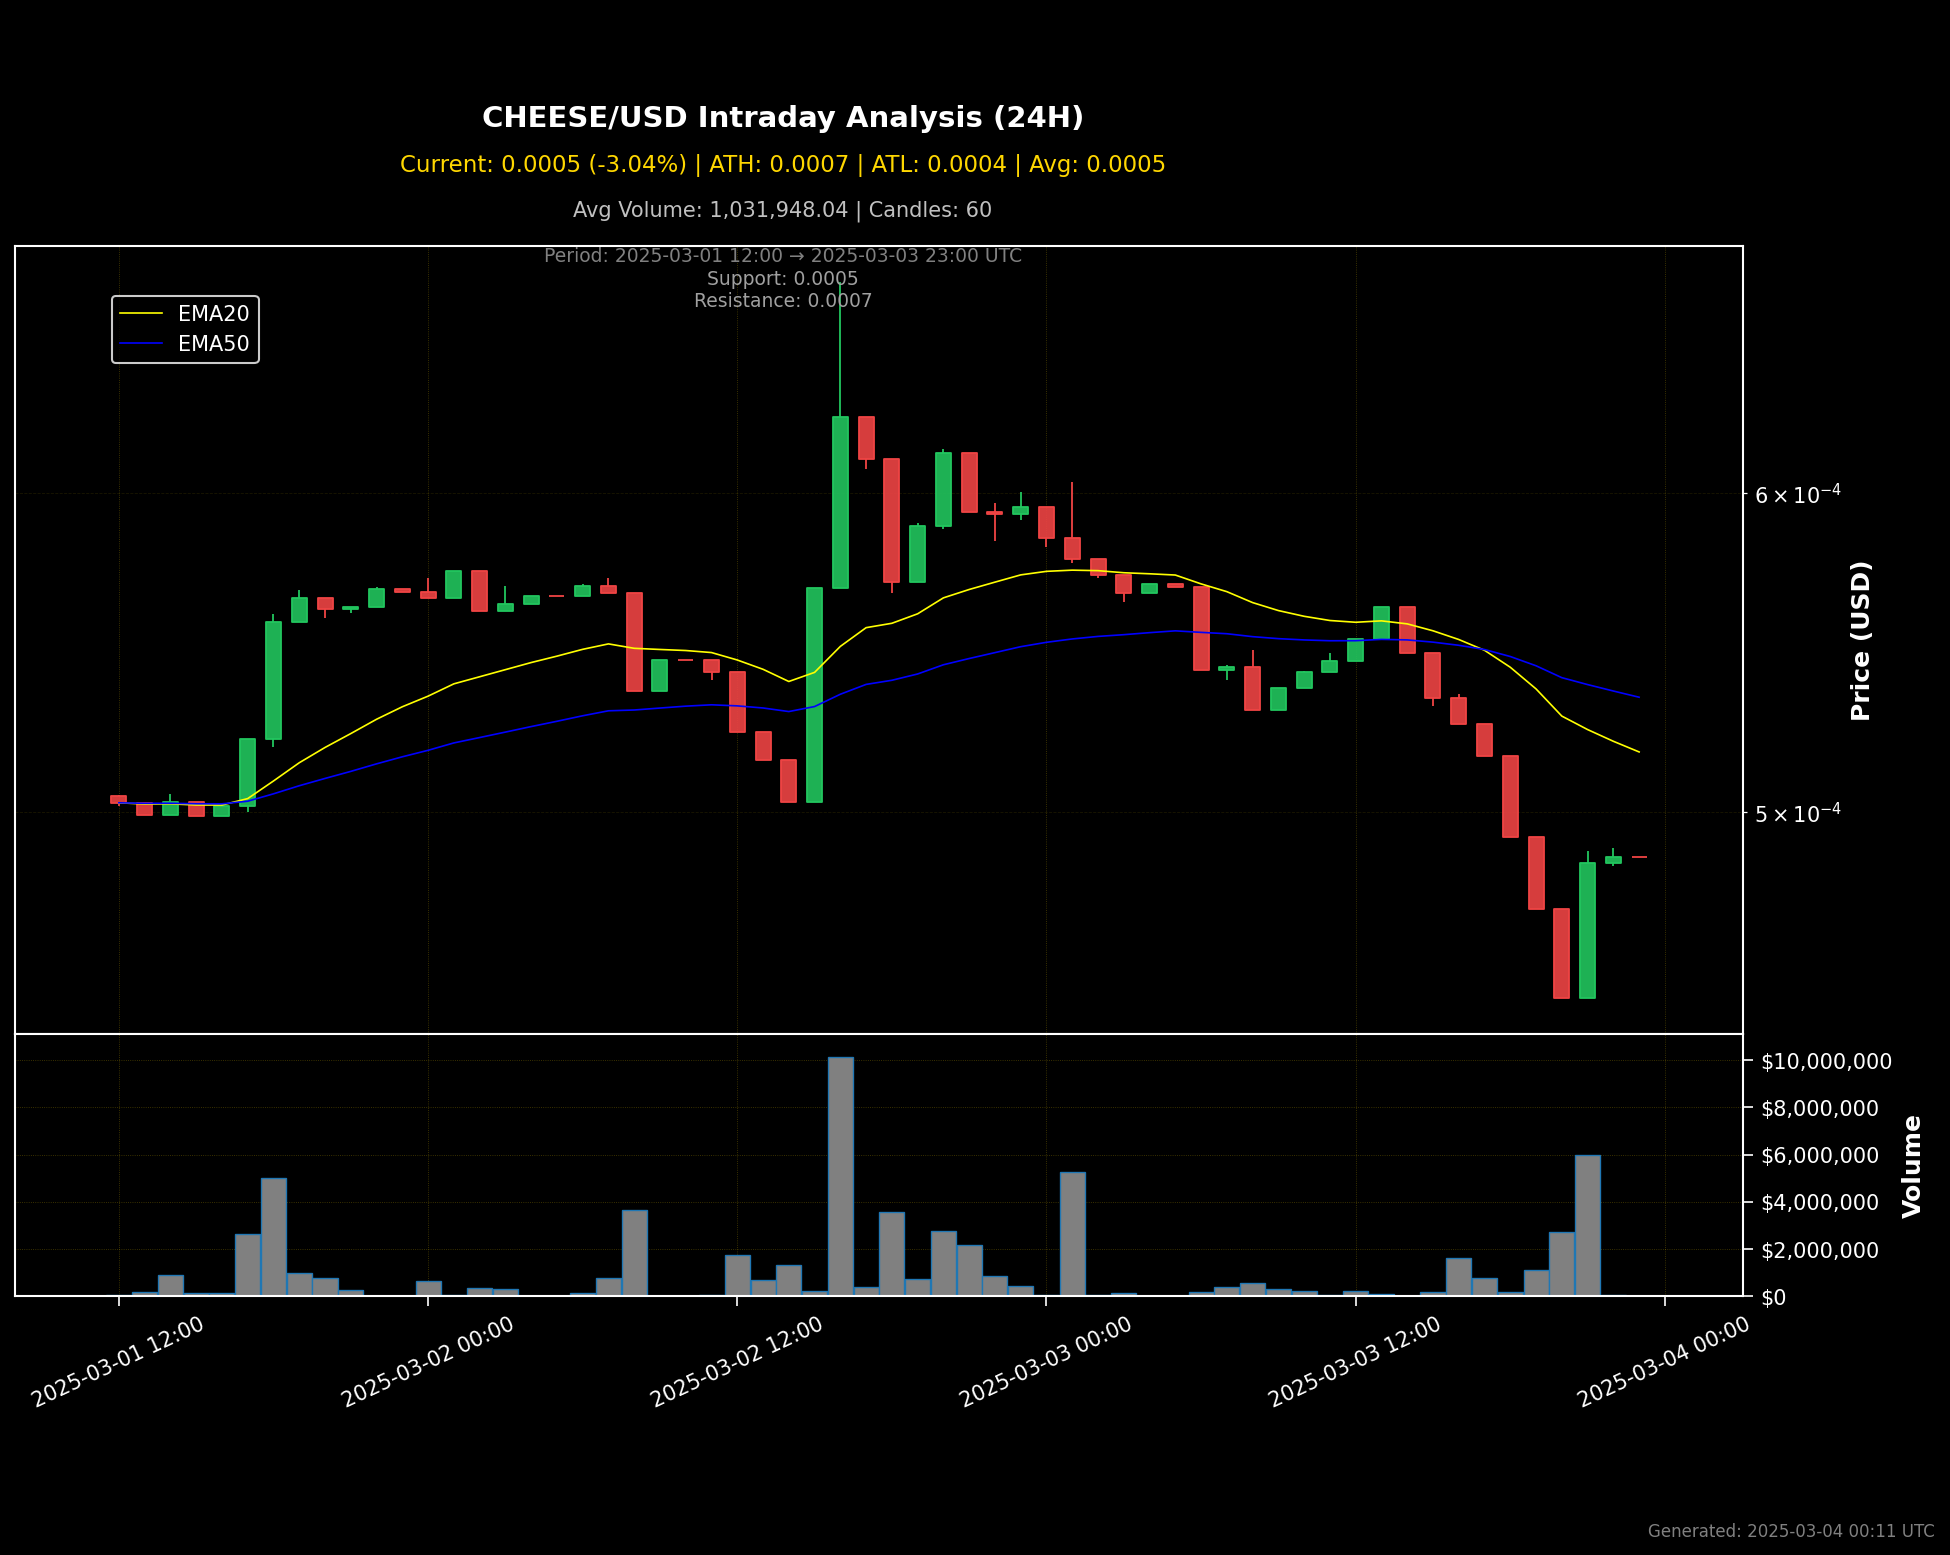 CHEESE/USD Intraday Analysis (24H)
Current: 0.0005 (-3.04%) | ATH: 0.0007 | ATL: 0.0004 | Avg: 0.0005
Avg Volume: 1,031,948.04 | Candles: 60
Period: 2025-03-01 12:00 → 2025-03-03 23:00 UTC
Support: 0.0005
Resistance: 0.0007
EMA20
EMA50
6 × 10⁻⁴
5 × 10⁻⁴
Price (USD)
$10,000,000
$8,000,000
$6,000,000
$4,000,000
$2,000,000
$0
Volume
2025-03-01 12:00
2025-03-02 00:00
2025-03-02 12:00
2025-03-03 00:00
2025-03-03 12:00
2025-03-04 00:00
Generated: 2025-03-04 00:11 UTC